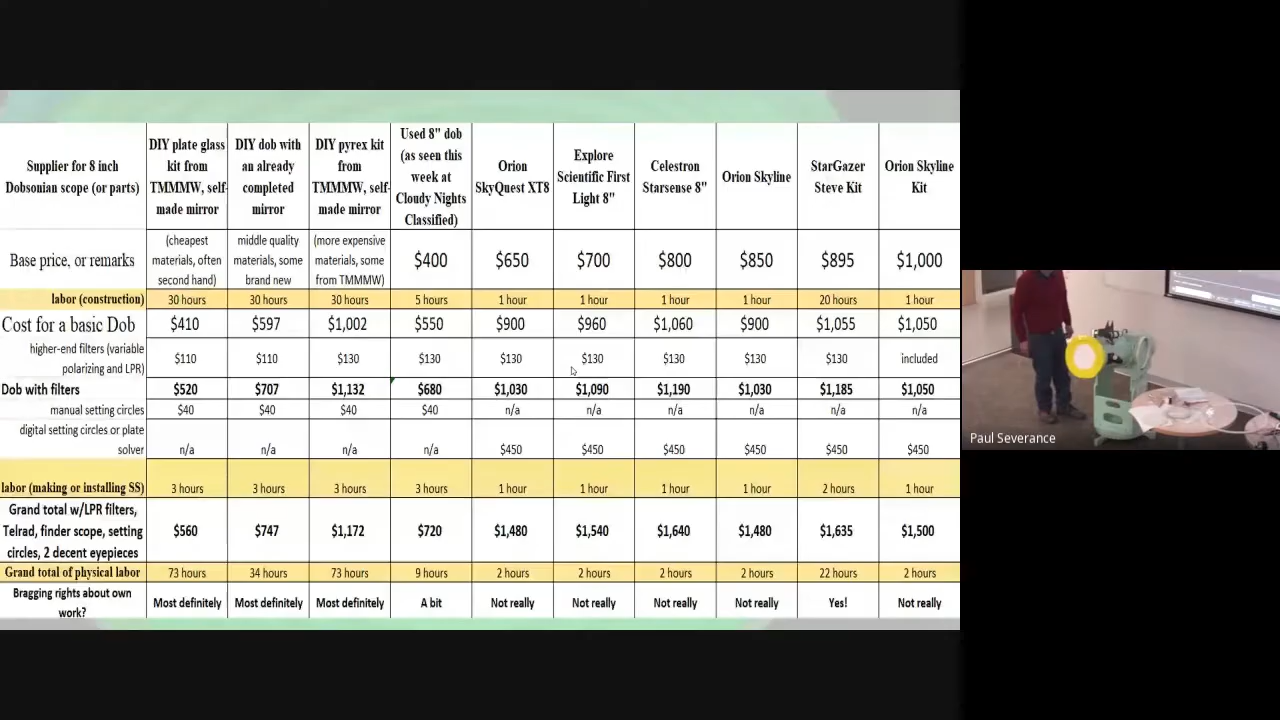 Supplier for 8 inch
Dobsonian scope (or parts)
DIY plate glass
kit from
TMMMW, self-
made mirror
DIY dob with
an already
completed
mirror
DIY pyrex kit
from
TMMMW, self-
made mirror
Used 8" dob
(as seen this
week at
Cloudy Nights
Classified)
Orion
SkyQuest XT8
Explore
Scientific First
Light 8"
Celestron
Starsense 8"
Orion Skyline
StarGazer
Steve Kit
Orion Skyline
Kit
Base price, or remarks
(cheapest
materials, often
second hand)
middle quality
materials, some
brand new
(more expensive
materials, some
from TMMMW)
$400
$650
$700
$800
$850
$895
$1,000
labor (construction) 30 hours 30 hours 30 hours 5 hours 1 hour 1 hour 1 hour 1 hour 20 hours 1 hour
Cost for a basic Dob $410 $597 $1,002 $550 $900 $960 $1,060 $900 $1,055 $1,050
higher-end filters (variable
polarizing and LPR)
$110 $110 $130 $130 $130 $130 $130 $130 $130 included
Dob with filters $520 $707 $1,132 $680 $1,030 $1,090 $1,190 $1,030 $1,185 $1,050
manual setting circles $40 $40 $40 $40 n/a n/a n/a n/a n/a n/a
digital setting circles or plate
solver
n/a n/a n/a n/a $450 $450 $450 $450 $450 $450
labor (making or installing SS) 3 hours 3 hours 3 hours 3 hours 1 hour 1 hour 1 hour 1 hour 2 hours 1 hour
Grand total w/LPR filters,
Telrad, finder scope, setting
circles, 2 decent eyepieces
$560 $747 $1,172 $720 $1,480 $1,540 $1,640 $1,480 $1,635 $1,500
Grand total of physical labor 73 hours 34 hours 73 hours 9 hours 2 hours 2 hours 2 hours 2 hours 22 hours 2 hours
Bragging rights about own
work?
Most definitely Most definitely Most definitely A bit Not really Not really Not really Not really Yes! Not really
Paul Severance